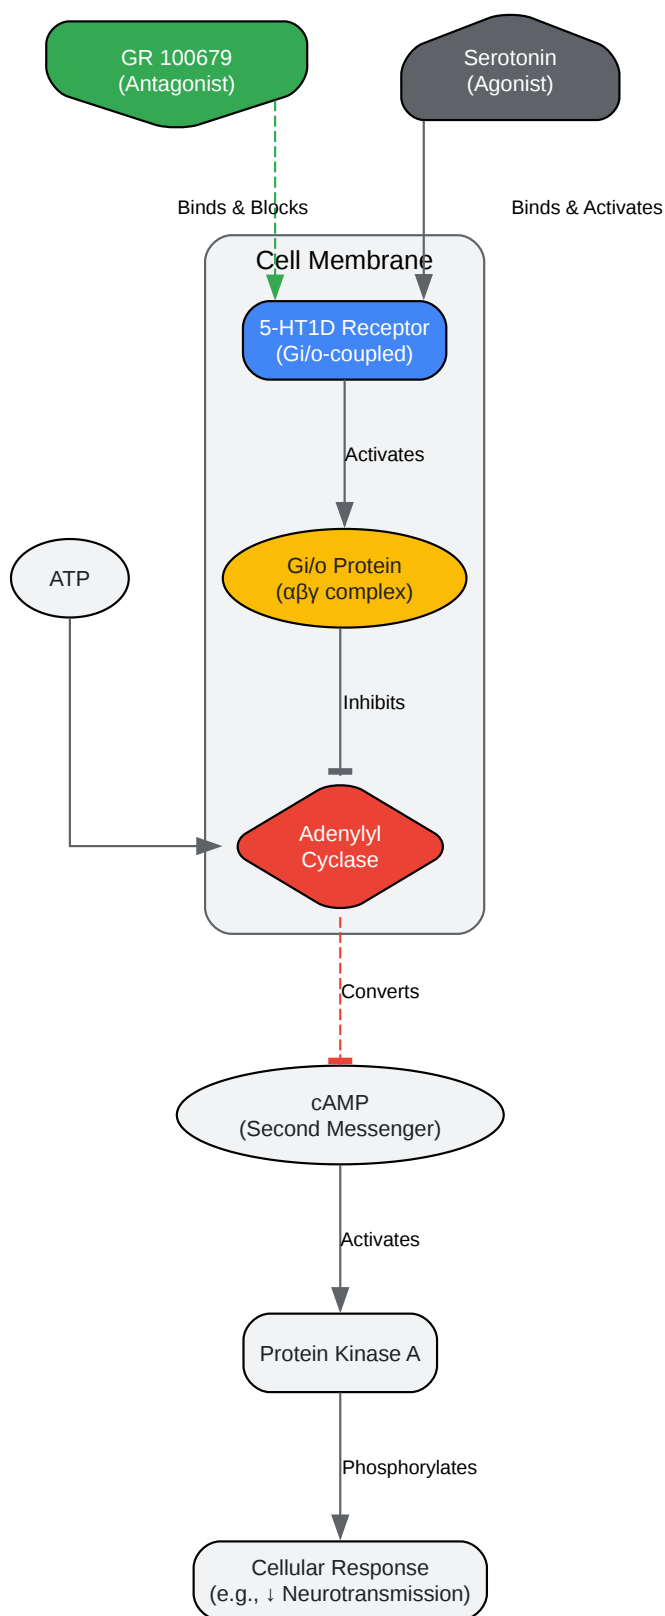 GR 100679
(Antagonist)
Serotonin
(Agonist)
Binds & Blocks
Binds & Activates
Cell Membrane
5-HT1D Receptor
(Gi/o-coupled)
Activates
ATP
Gi/o Protein
(αβγ complex)
Inhibits
Adenylyl
Cyclase
Converts
cAMP
(Second Messenger)
Activates
Protein Kinase A
Phosphorylates
Cellular Response
(e.g., ↓ Neurotransmission)